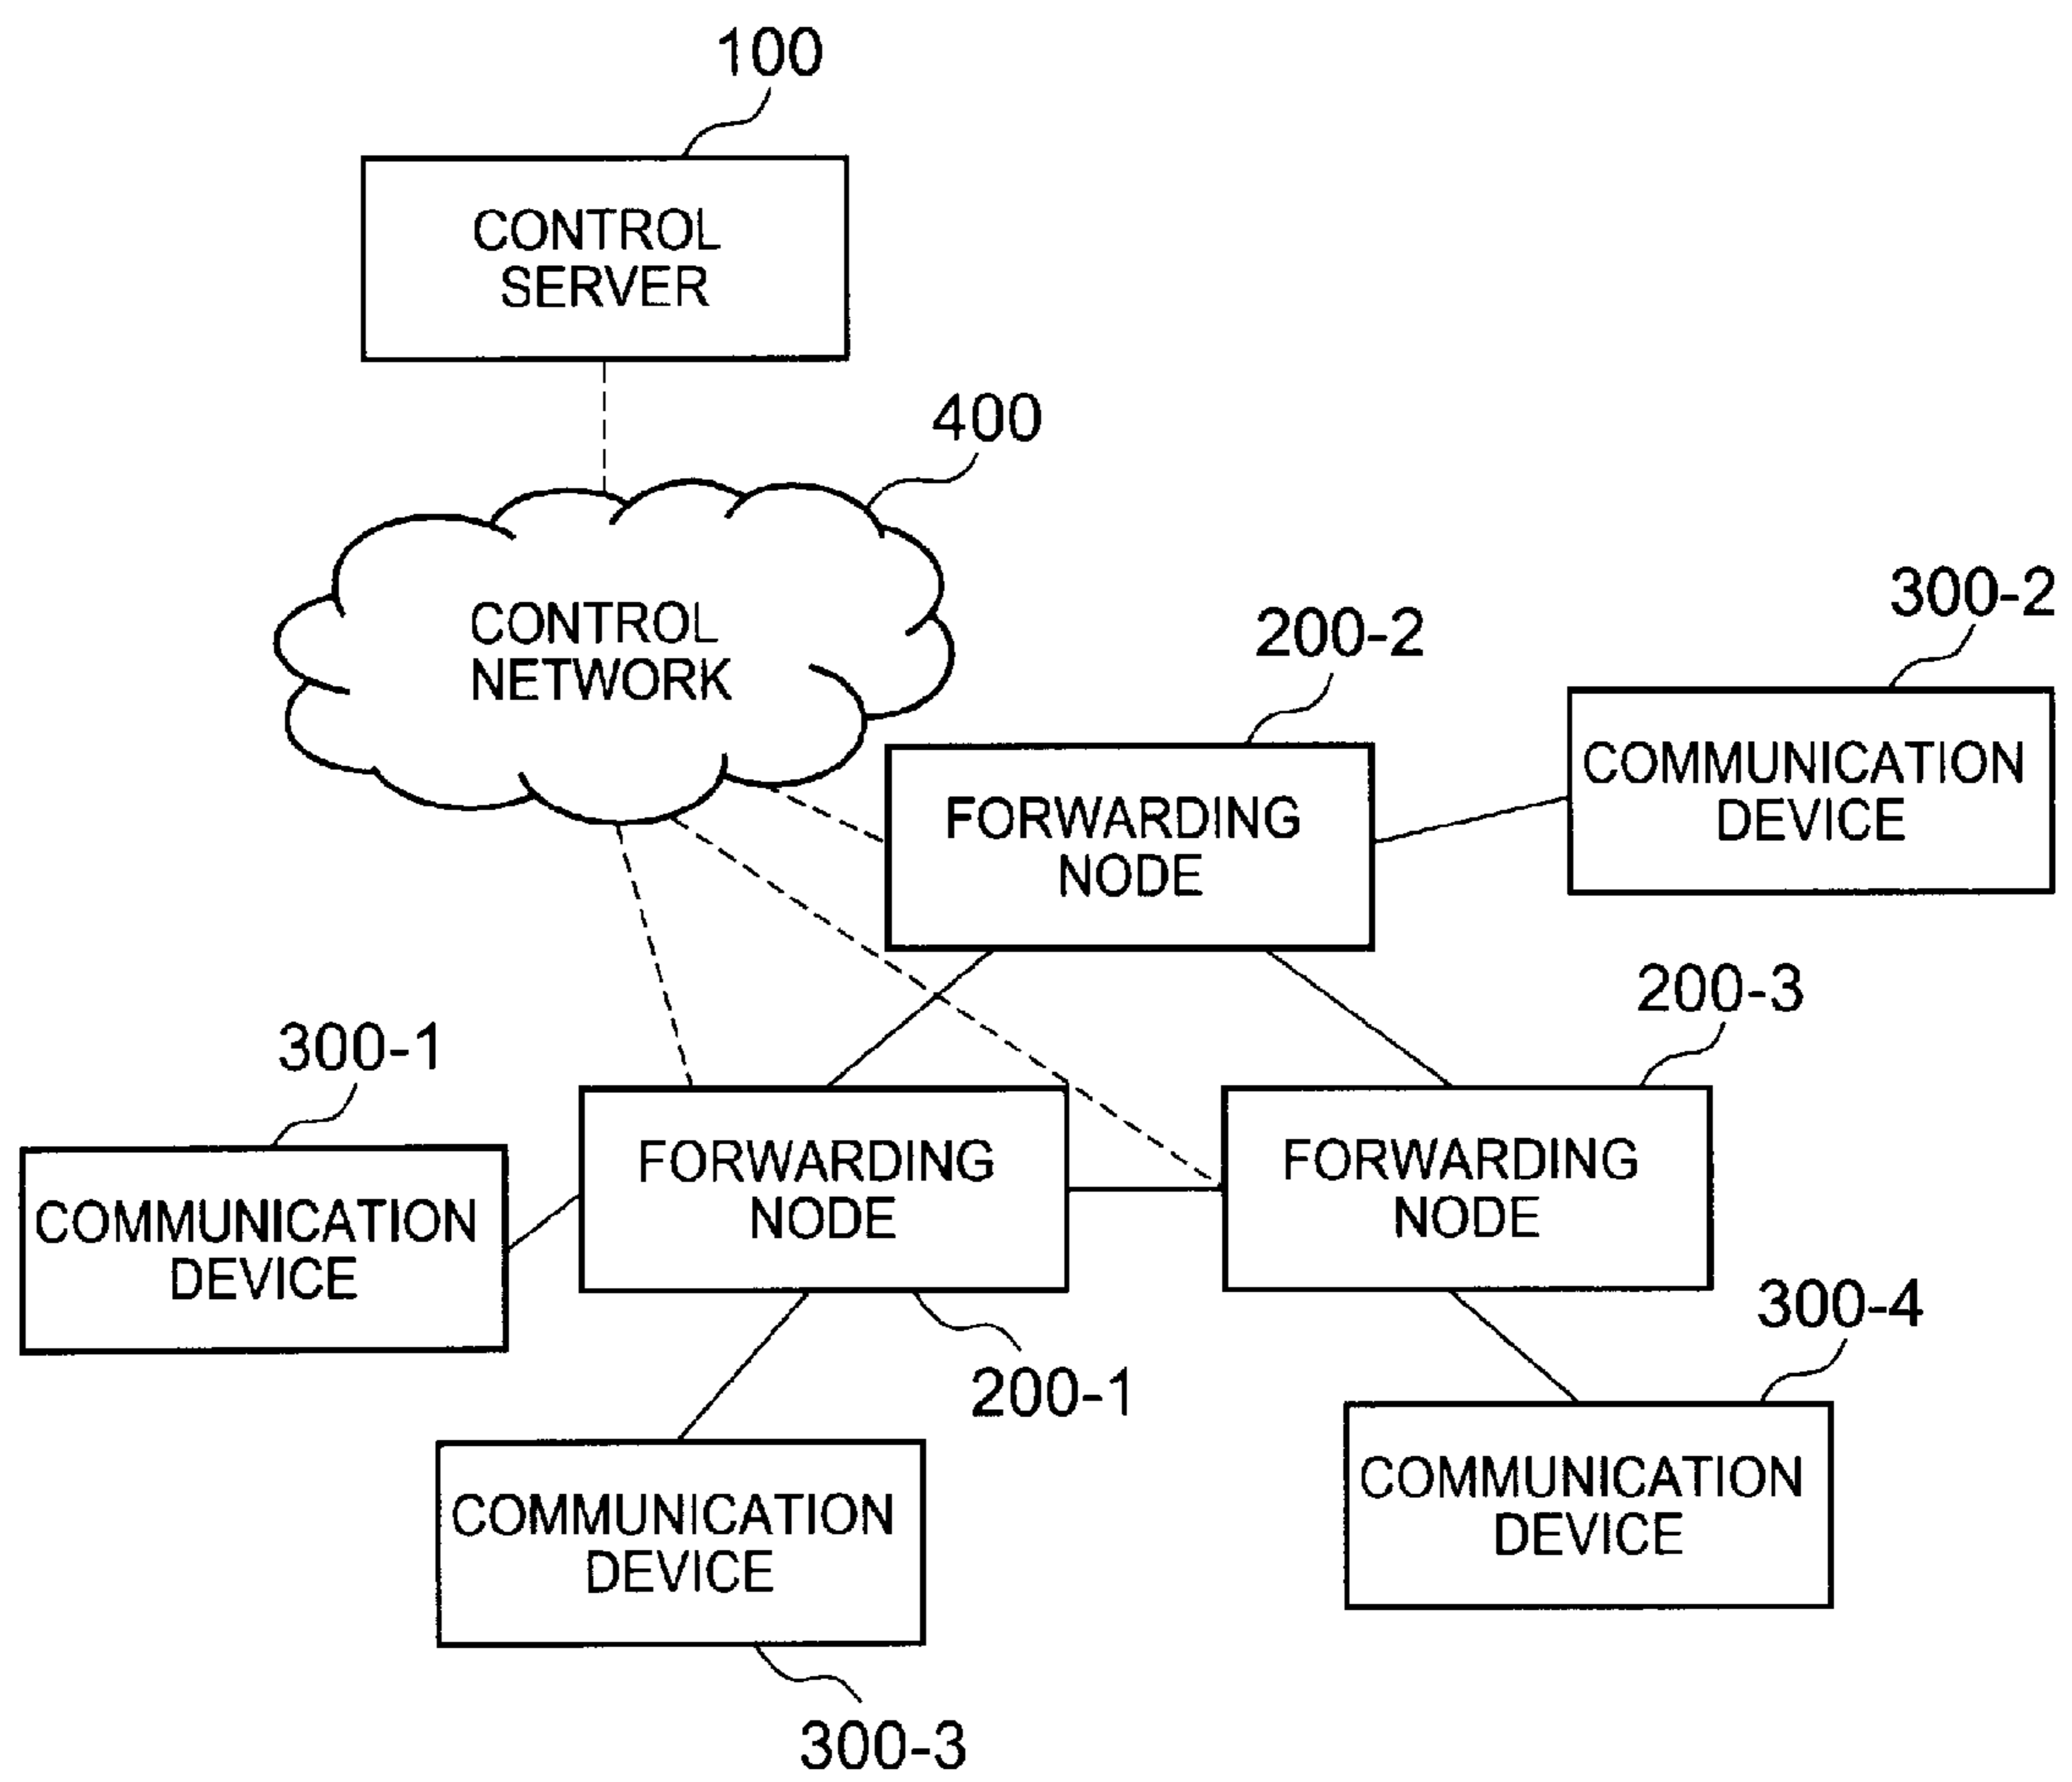 100
CONTROL
SERVER
400
CONTROL
NETWORK
200-2
300-2
FORWARDING
NODE
COMMUNICATION
DEVICE
200-3
300-1
FORWARDING
NODE
FORWARDING
NODE
COMMUNICATION
DEVICE
200-1
300-4
COMMUNICATION
DEVICE
COMMUNICATION
DEVICE
300-3